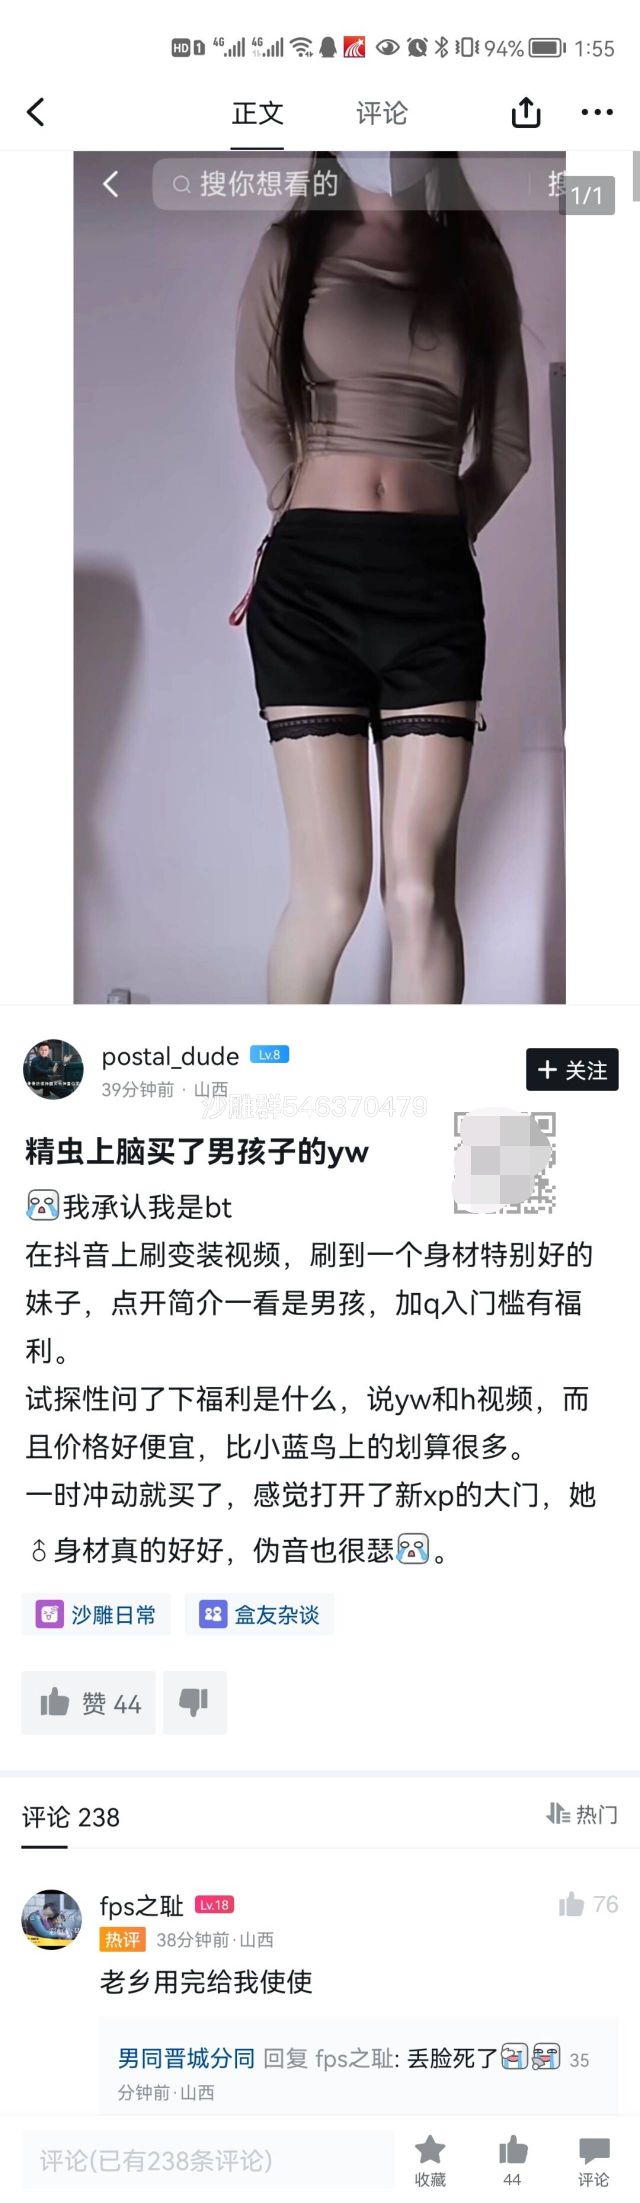 HD 1 4G 4G 94% 1:55
正文 评论
搜你想看的
1/1
postal_dude Lv.8
+ 关注
39分钟前 · 山西
沙雕群546370479
精虫上脑买了男孩子的yw
我承认我是bt
在抖音上刷变装视频，刷到一个身材特别好的
妹子，点开简介一看是男孩，加q入门槛有福
利。
试探性问了下福利是什么，说yw和h视频，而
且价格好便宜，比小蓝鸟上的划算很多。
一时冲动就买了，感觉打开了新xp的大门，她
♂身材真的好好，伪音也很瑟。
沙雕日常 盒友杂谈
赞 44
评论 238 热门
fps之耻 Lv.18 76
热评 38分钟前·山西
老乡用完给我使使
男同晋城分同 回复 fps之耻: 丢脸死了 35
分钟前·山西
评论(已有238条评论) 收藏 44 评论